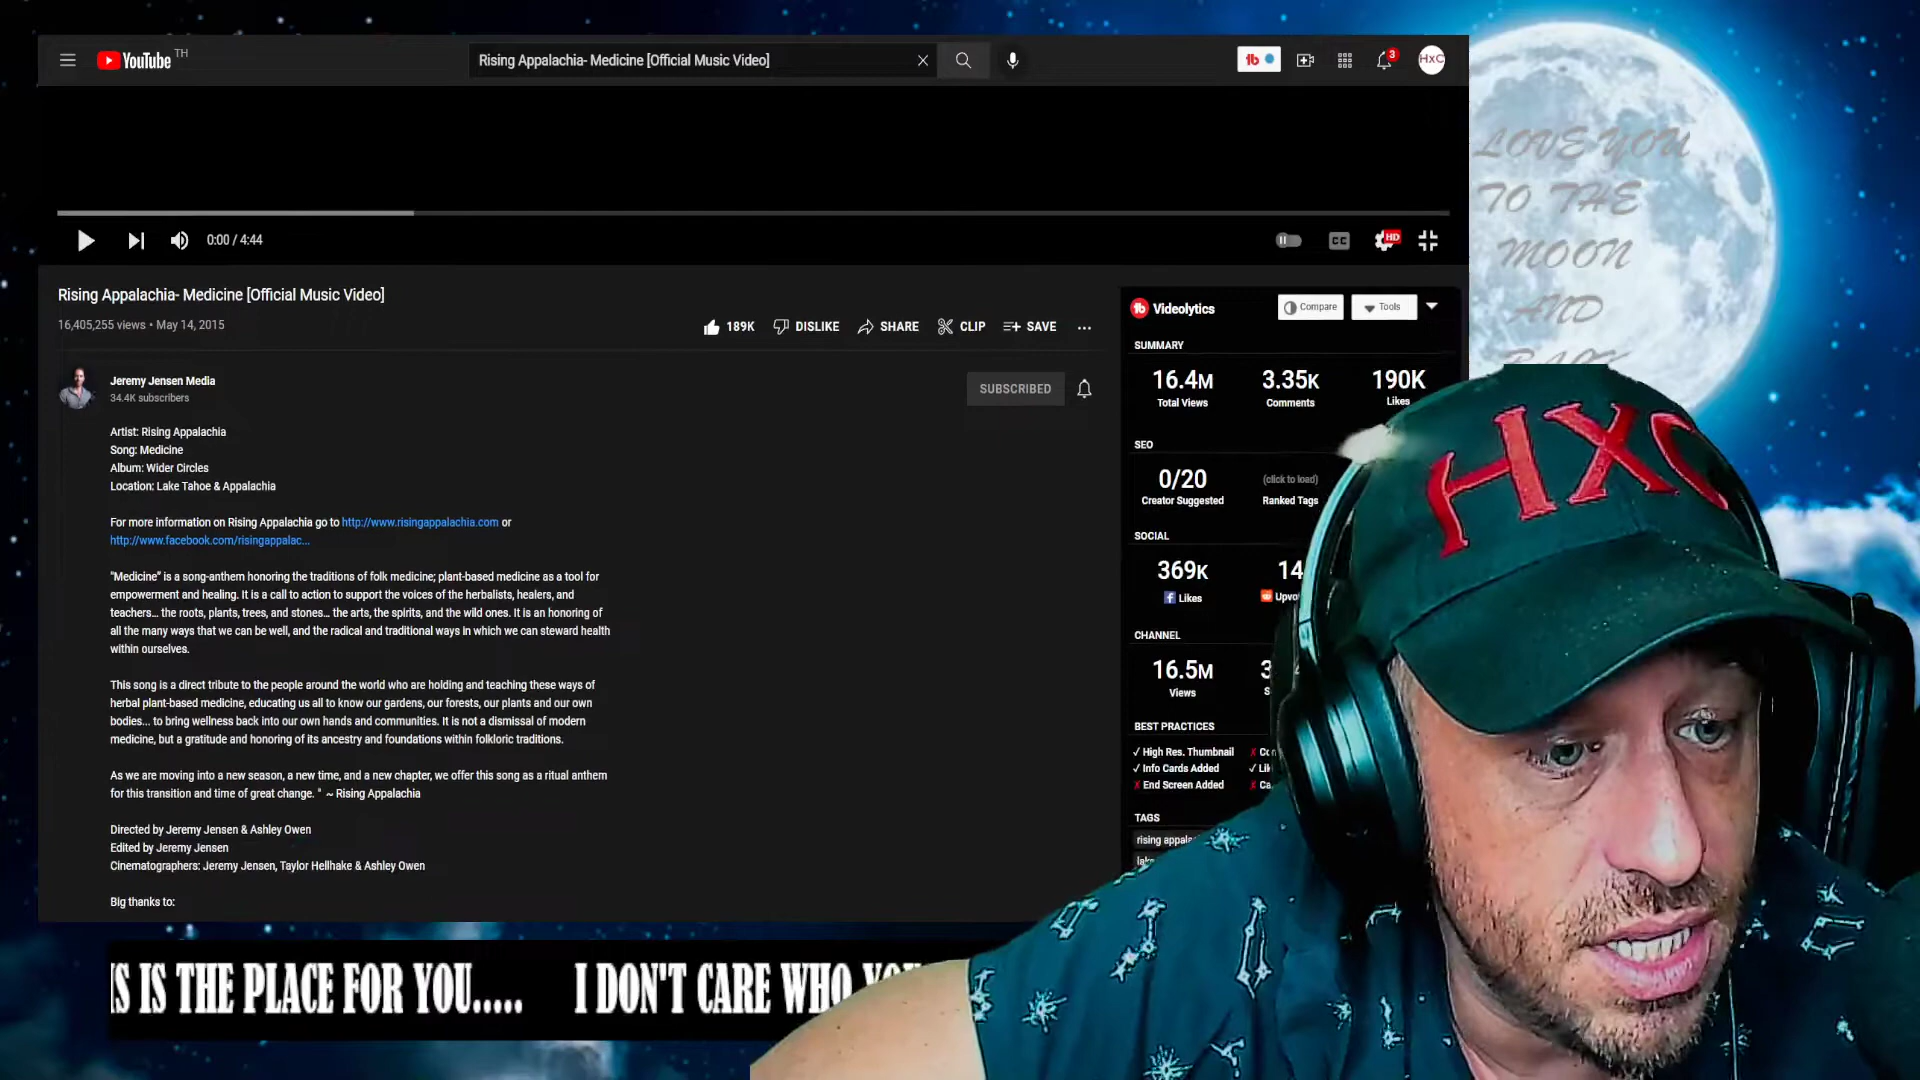 YouTube TH
Rising Appalachia- Medicine [Official Music Video]
3
HxC
0:00 / 4:44
CC
HD
Rising Appalachia- Medicine [Official Music Video]
16,405,255 views • May 14, 2015
189K
DISLIKE
SHARE
CLIP
SAVE
Jeremy Jensen Media
34.4K subscribers
SUBSCRIBED
Artist: Rising Appalachia
Song: Medicine
Album: Wider Circles
Location: Lake Tahoe & Appalachia
For more information on Rising Appalachia go to http://www.risingappalachia.com or
http://www.facebook.com/risingappalac...
"Medicine" is a song-anthem honoring the traditions of folk medicine; plant-based medicine as a tool for
empowerment and healing. It is a call to action to support the voices of the herbalists, healers, and
teachers... the roots, plants, trees, and stones... the arts, the spirits, and the wild ones. It is an honoring of
all the many ways that we can be well, and the radical and traditional ways in which we can steward health
within ourselves.
This song is a direct tribute to the people around the world who are holding and teaching these ways of
herbal plant-based medicine, educating us all to know our gardens, our forests, our plants and our own
bodies... to bring wellness back into our own hands and communities. It is not a dismissal of modern
medicine, but a gratitude and honoring of its ancestry and foundations within folkloric traditions.
As we are moving into a new season, a new time, and a new chapter, we offer this song as a ritual anthem
for this transition and time of great change. " ~ Rising Appalachia
Directed by Jeremy Jensen & Ashley Owen
Edited by Jeremy Jensen
Cinematographers: Jeremy Jensen, Taylor Hellhake & Ashley Owen
Big thanks to:
Videolytics
Compare
Tools
SUMMARY
16.4M
3.35K
190K
Total Views
Comments
Likes
SEO
0/20
(click to load)
Creator Suggested
Ranked Tags
SOCIAL
369K
14
Likes
CHANNEL
16.5M
Views
BEST PRACTICES
✓ High Res. Thumbnail
✓ Info Cards Added
✗ End Screen Added
TAGS
rising appala
LOVE YOU
TO THE
MOON
AND
BACK
HXC
IS THE PLACE FOR YOU..... I DON'T CARE WHO